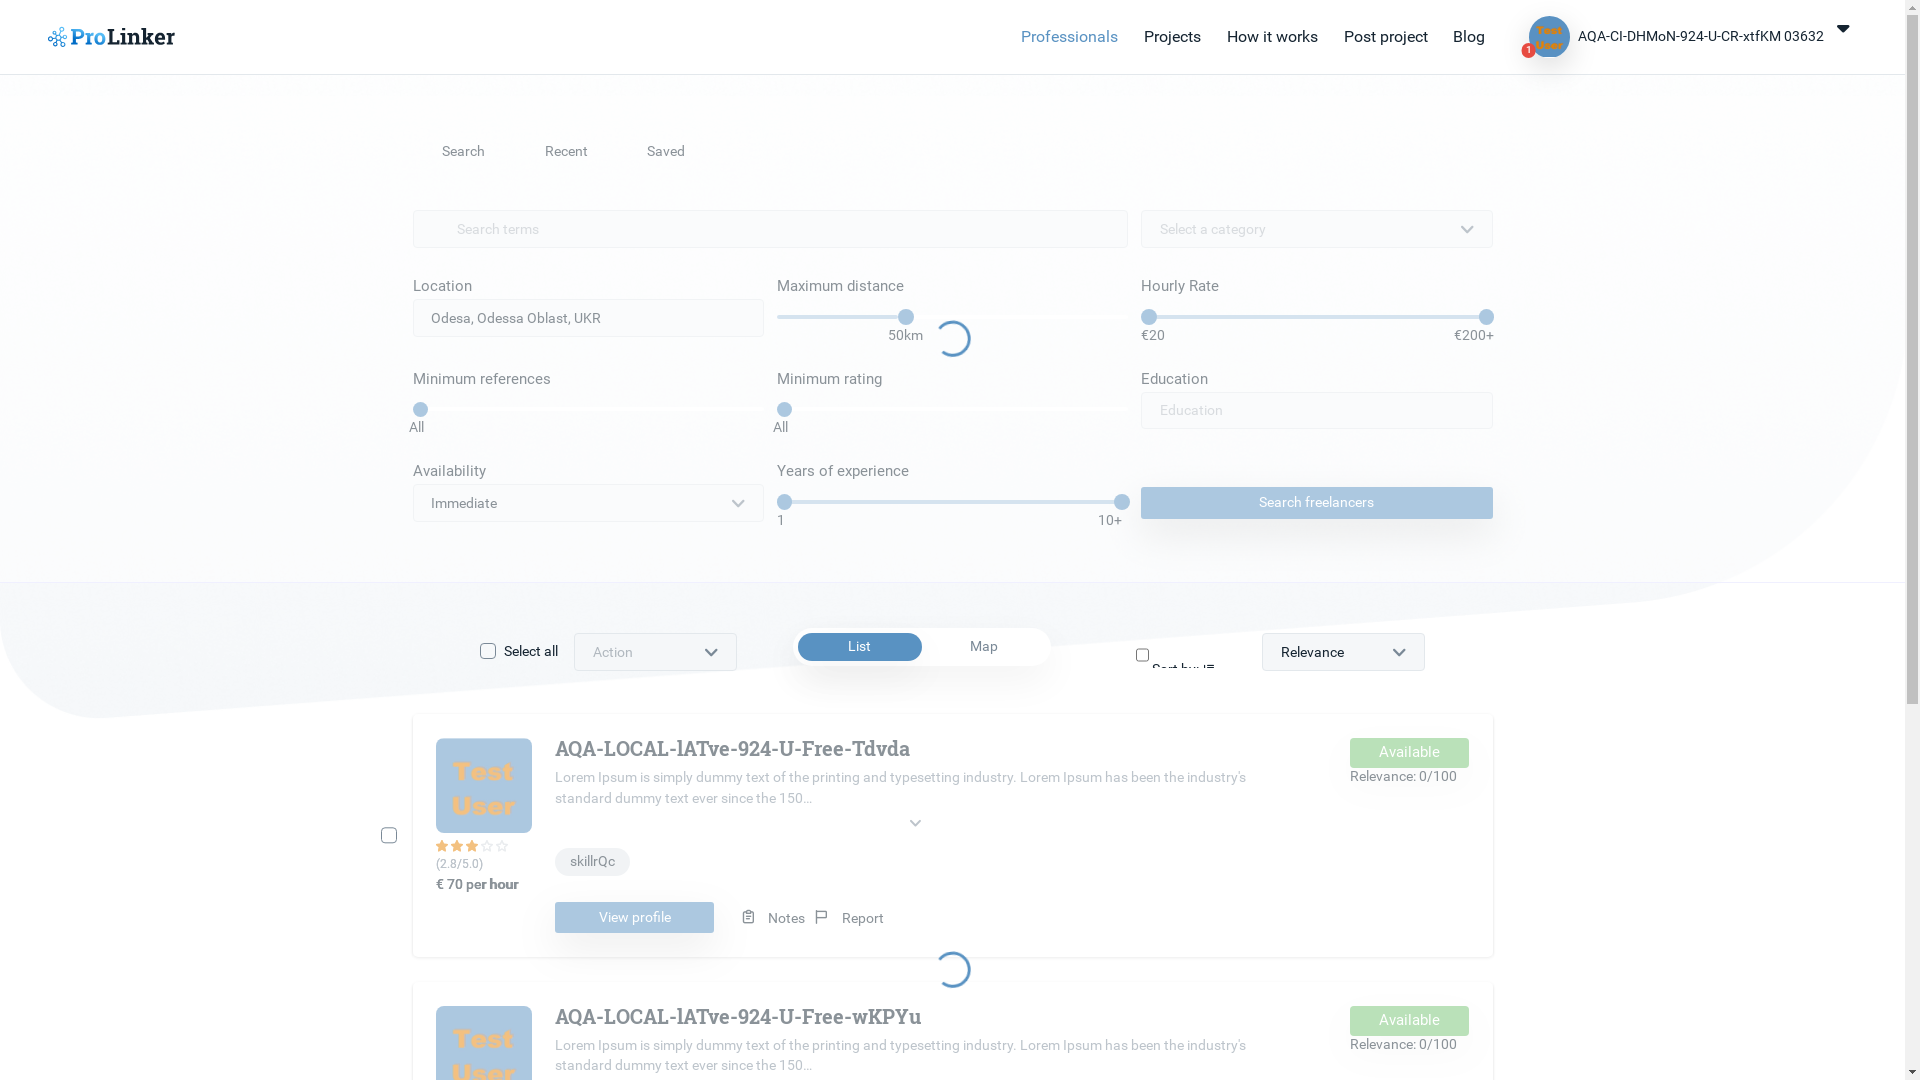 ProLinker
Professionals Projects How it works Post project Blog
Test User
1
AQA-CI-DHMoN-924-U-CR-xtfKM 03632
Search Recent Saved
Search terms
Select a category
Location Maximum distance Hourly Rate
Odesa, Odessa Oblast, UKR
50km €20 €200+
Minimum references Minimum rating Education
Education
All All
Availability Years of experience
Immediate Search freelancers
1 10+
Select all Action List Map Relevance
Test
User
AQA-LOCAL-lATve-924-U-Free-Tdvda
Available
Lorem Ipsum is simply dummy text of the printing and typesetting industry. Lorem Ipsum has been the industry's
standard dummy text ever since the 150...
Relevance: 0/100
(2.8/5.0)
€ 70 per hour
skillrQc
View profile Notes Report
Test
User
AQA-LOCAL-lATve-924-U-Free-wKPYu
Available
Lorem Ipsum is simply dummy text of the printing and typesetting industry. Lorem Ipsum has been the industry's
standard dummy text ever since the 150...
Relevance: 0/100